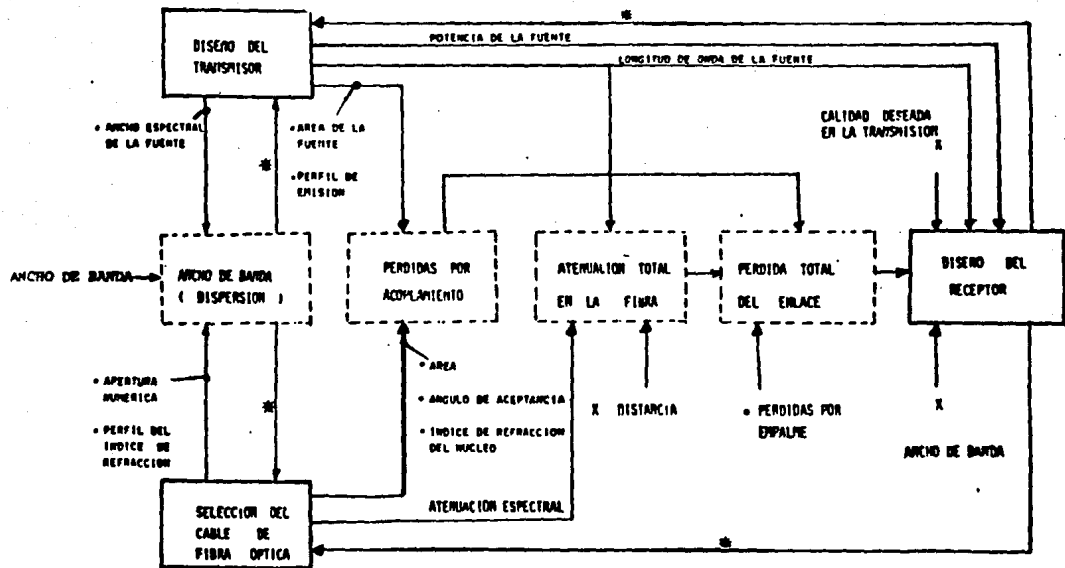 DISEÑO DEL
TRANSMISOR
*
POTENCIA DE LA FUENTE
LONGITUD DE ONDA DE LA FUENTE
• ANCHO ESPECTRAL
DE LA FUENTE
*
• AREA DE LA
FUENTE
• PERFIL DE
EMISION
CALIDAD DESEADA
EN LA TRANSMISION
X
ANCHO DE BANDA
ANCHO DE BANDA
( DISPERSION )
PERDIDAS POR
ACOPLAMIENTO
ATENUALION TOTAL
EN LA FIBRA
PERDIDA TOTAL
DEL ENLACE
DISEÑO DEL
RECEPTOR
• APERTURA
NUMERICA
• PERFIL DEL
INDICE DE
REFRACCION
*
• AREA
• ANGULO DE ACEPTANCIA
• INDICE DE REFRACCION
DEL NUCLEO
X DISTANCIA
• PERDIDAS POR
EMPALME
X
ANCHO DE BANDA
SELECCION DEL
CABLE DE
FIBRA OPTICA
ATENUACION ESPECTRAL
*